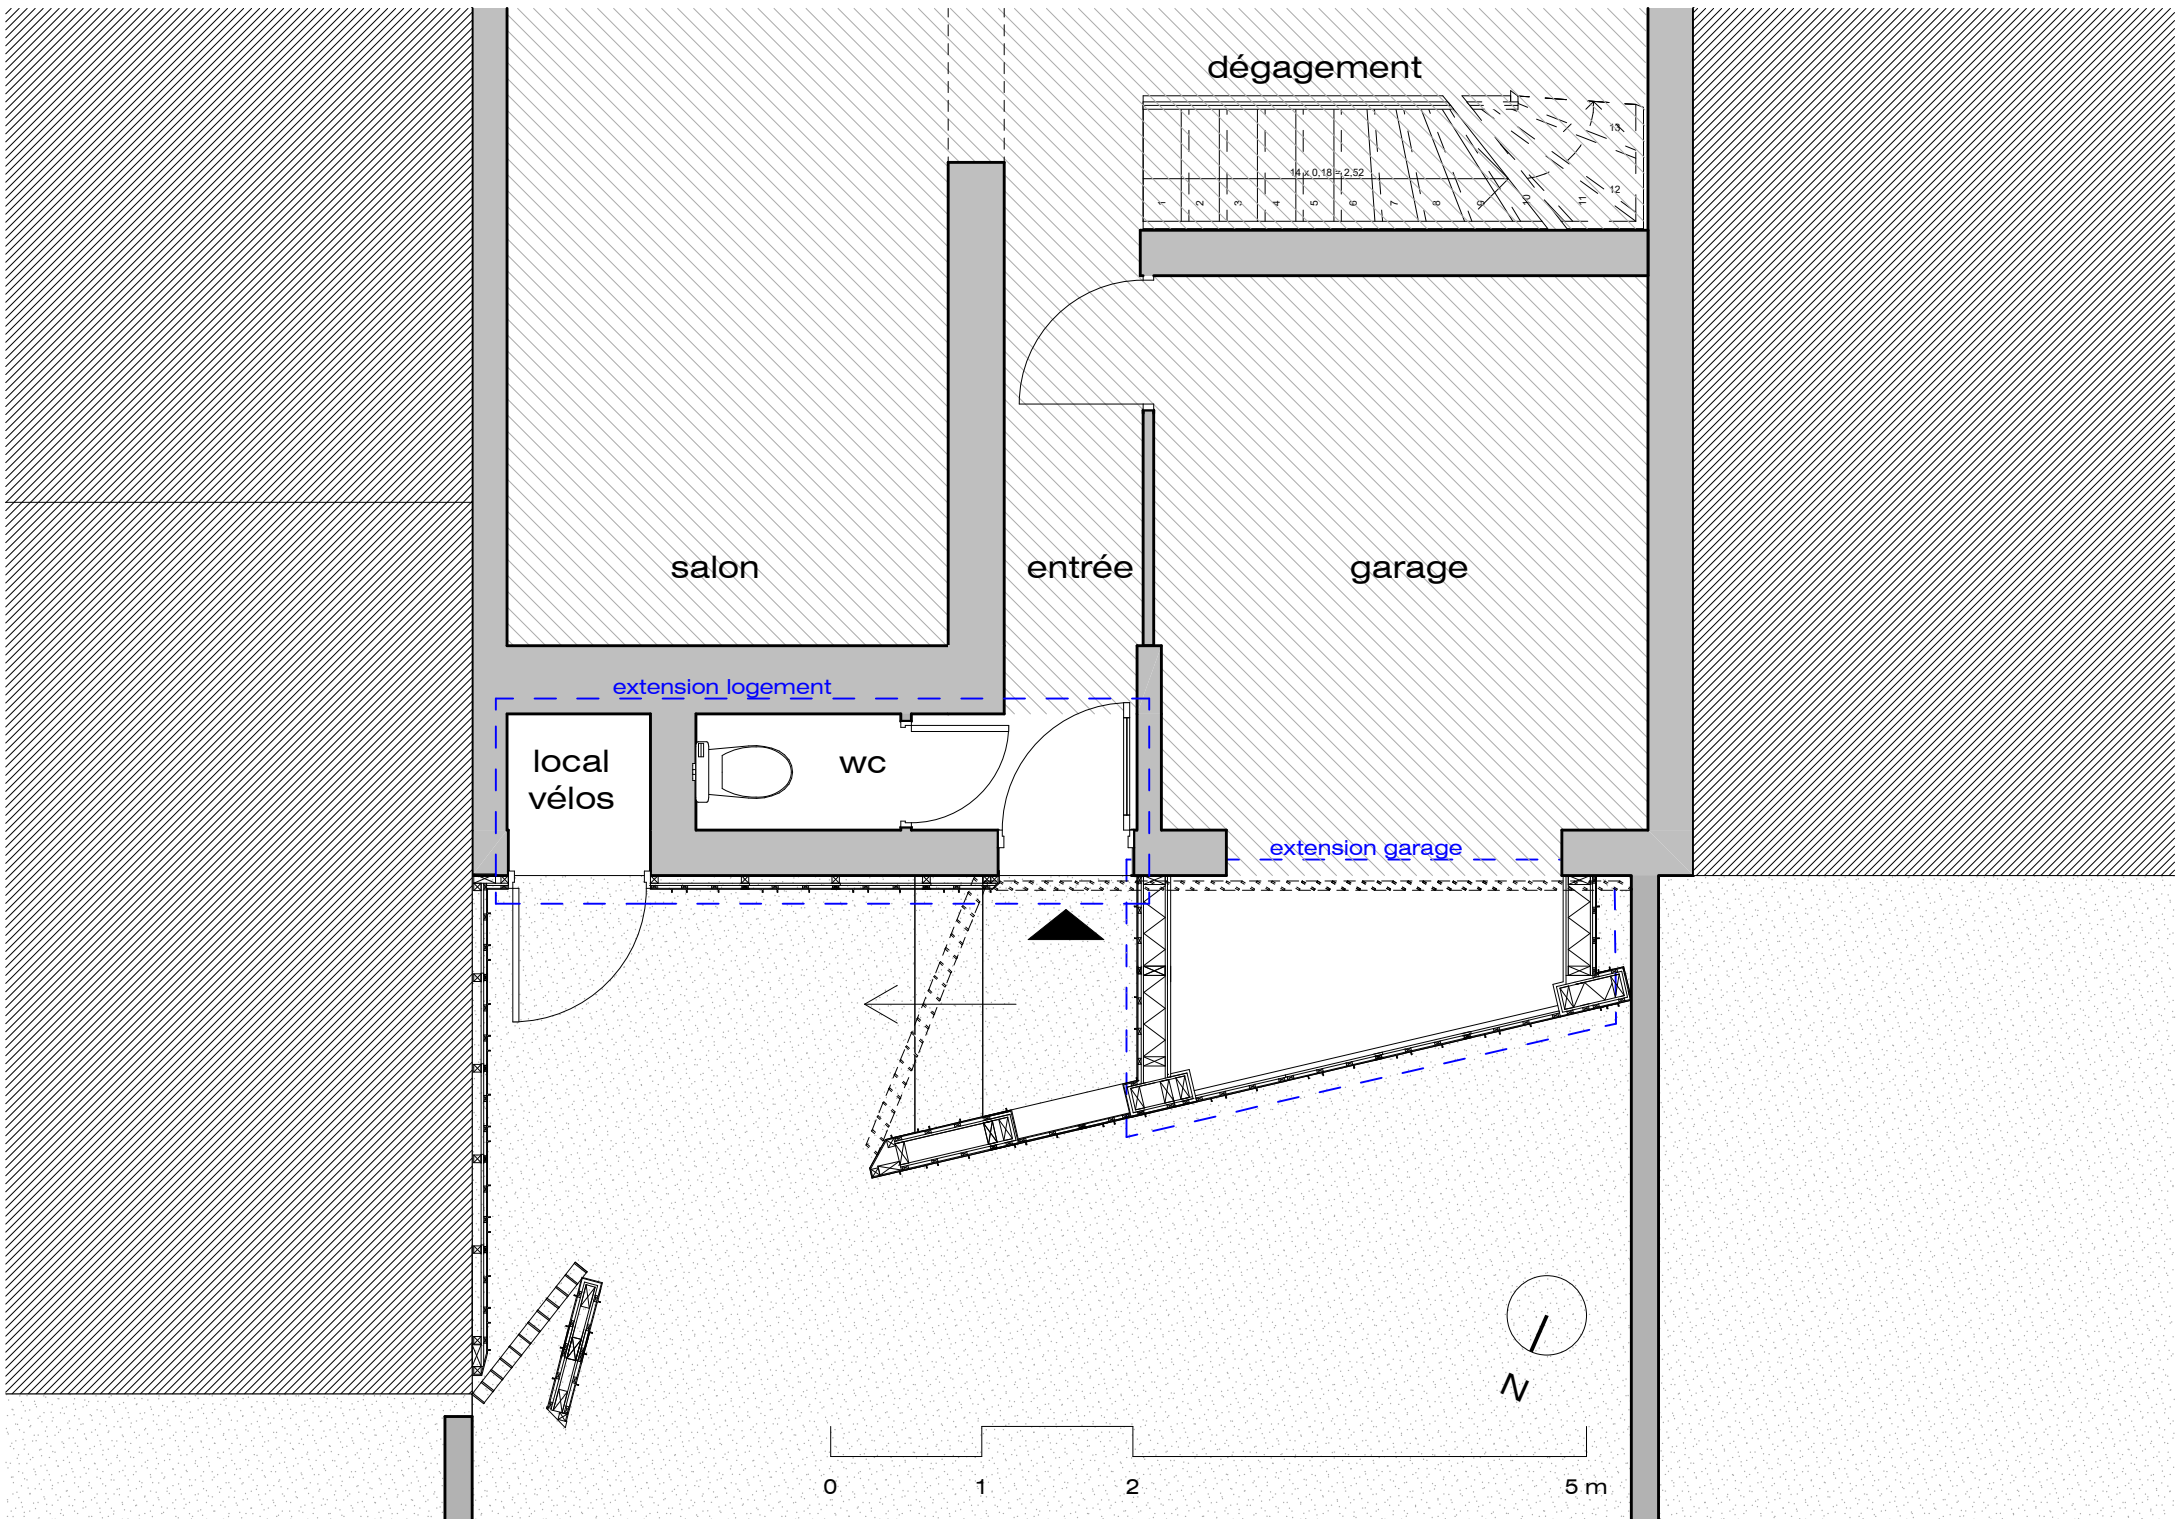 dégagement
13
14 x 0,18 = 2,52
12
1 2 3 4 5 6 7 8 9 10 11
salon
entrée
garage
extension logement
local
vélos
wc
extension garage
N
0 1 2 5 m